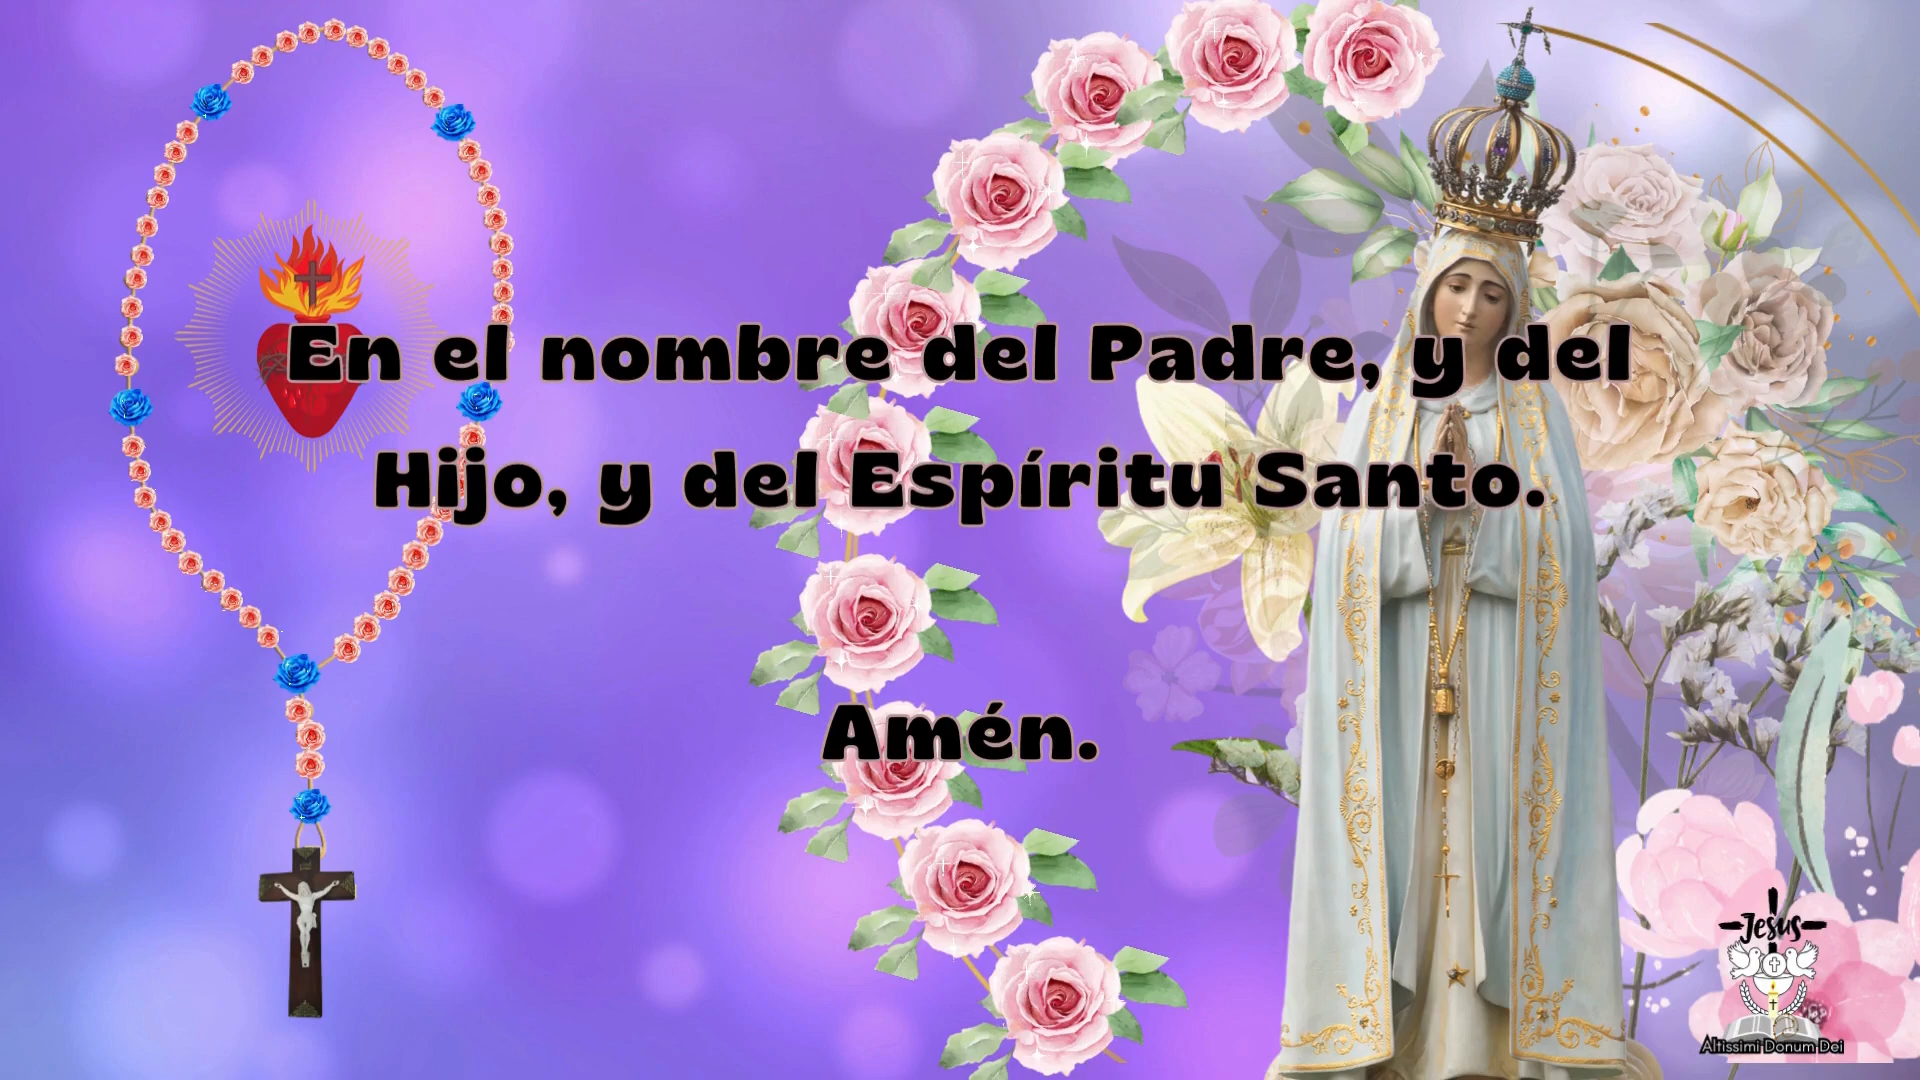 En el nombre del Padre, y del
Hijo, y del Espíritu Santo.
Amén.
Jesus
Altissimi Donum Dei